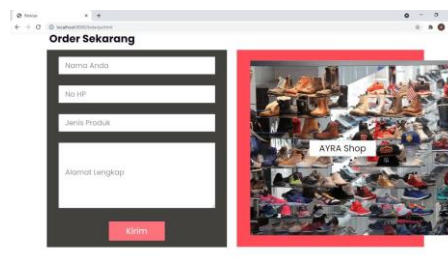 Order Sekarang
Nama Anda
No HP
Jenis Produk
Alamat Lengkap
Kirim
AYRA Shop